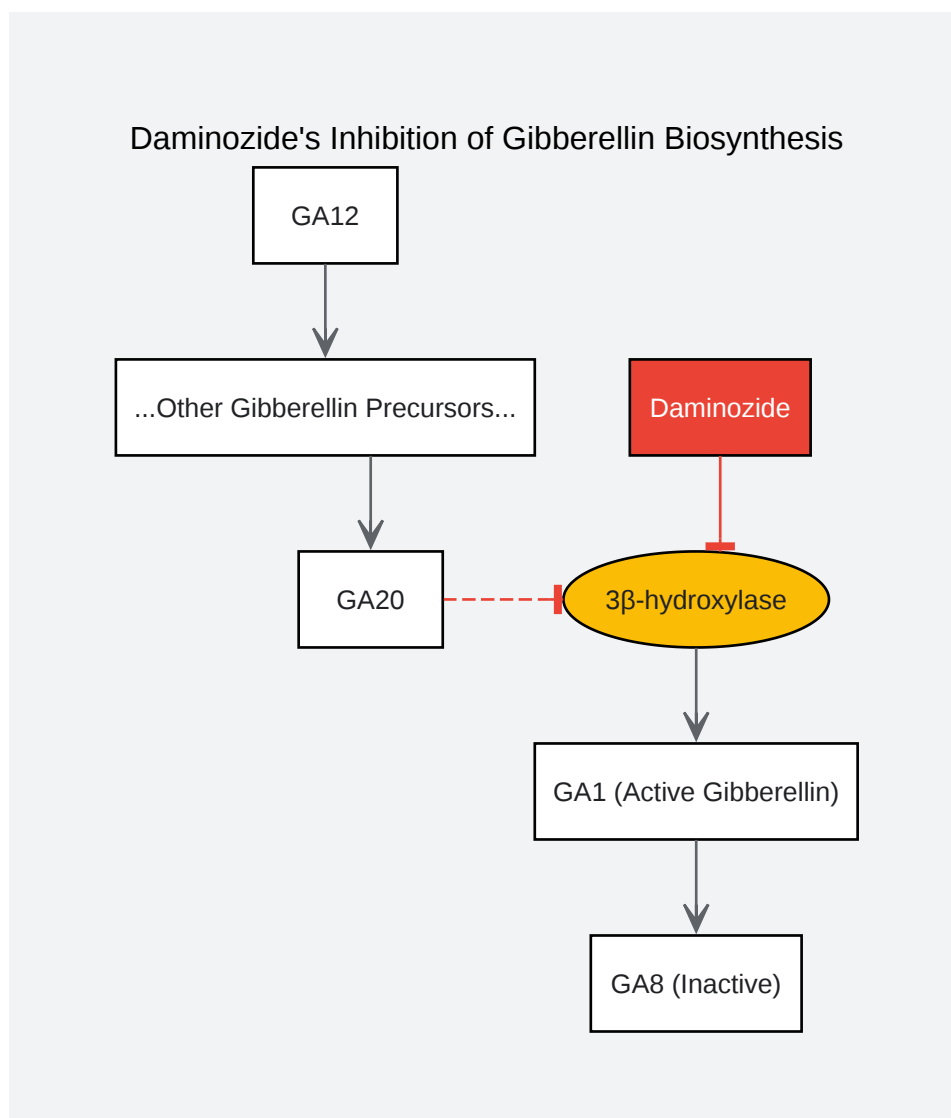 Daminozide's Inhibition of Gibberellin Biosynthesis
GA12
...Other Gibberellin Precursors...
Daminozide
GA20
3β-hydroxylase
GA1 (Active Gibberellin)
GA8 (Inactive)